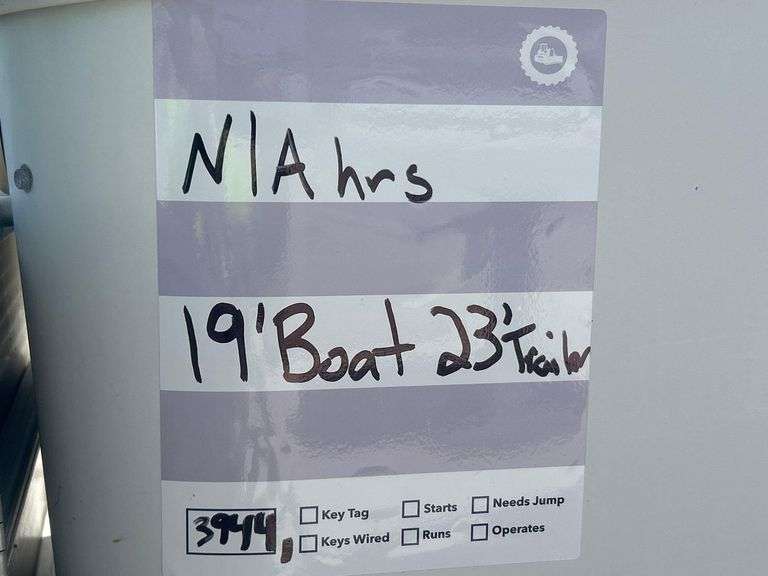 N/A hrs
19' Boat 23' Trailer
3944
Key Tag Starts Needs Jump
Keys Wired Runs Operates